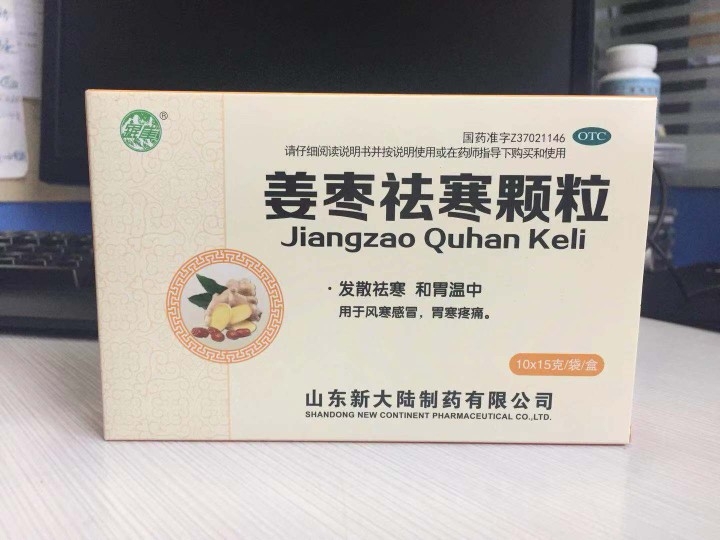 ®
国药准字Z37021146
OTC
请仔细阅读说明书并按说明使用或在药师指导下购买和使用
姜枣祛寒颗粒
Jiangzao Quhan Keli
·发散祛寒 和胃温中
用于风寒感冒，胃寒疼痛。
10x15克/袋/盒
山东新大陆制药有限公司
SHANDONG NEW CONTINENT PHARMACEUTICAL CO.,LTD.